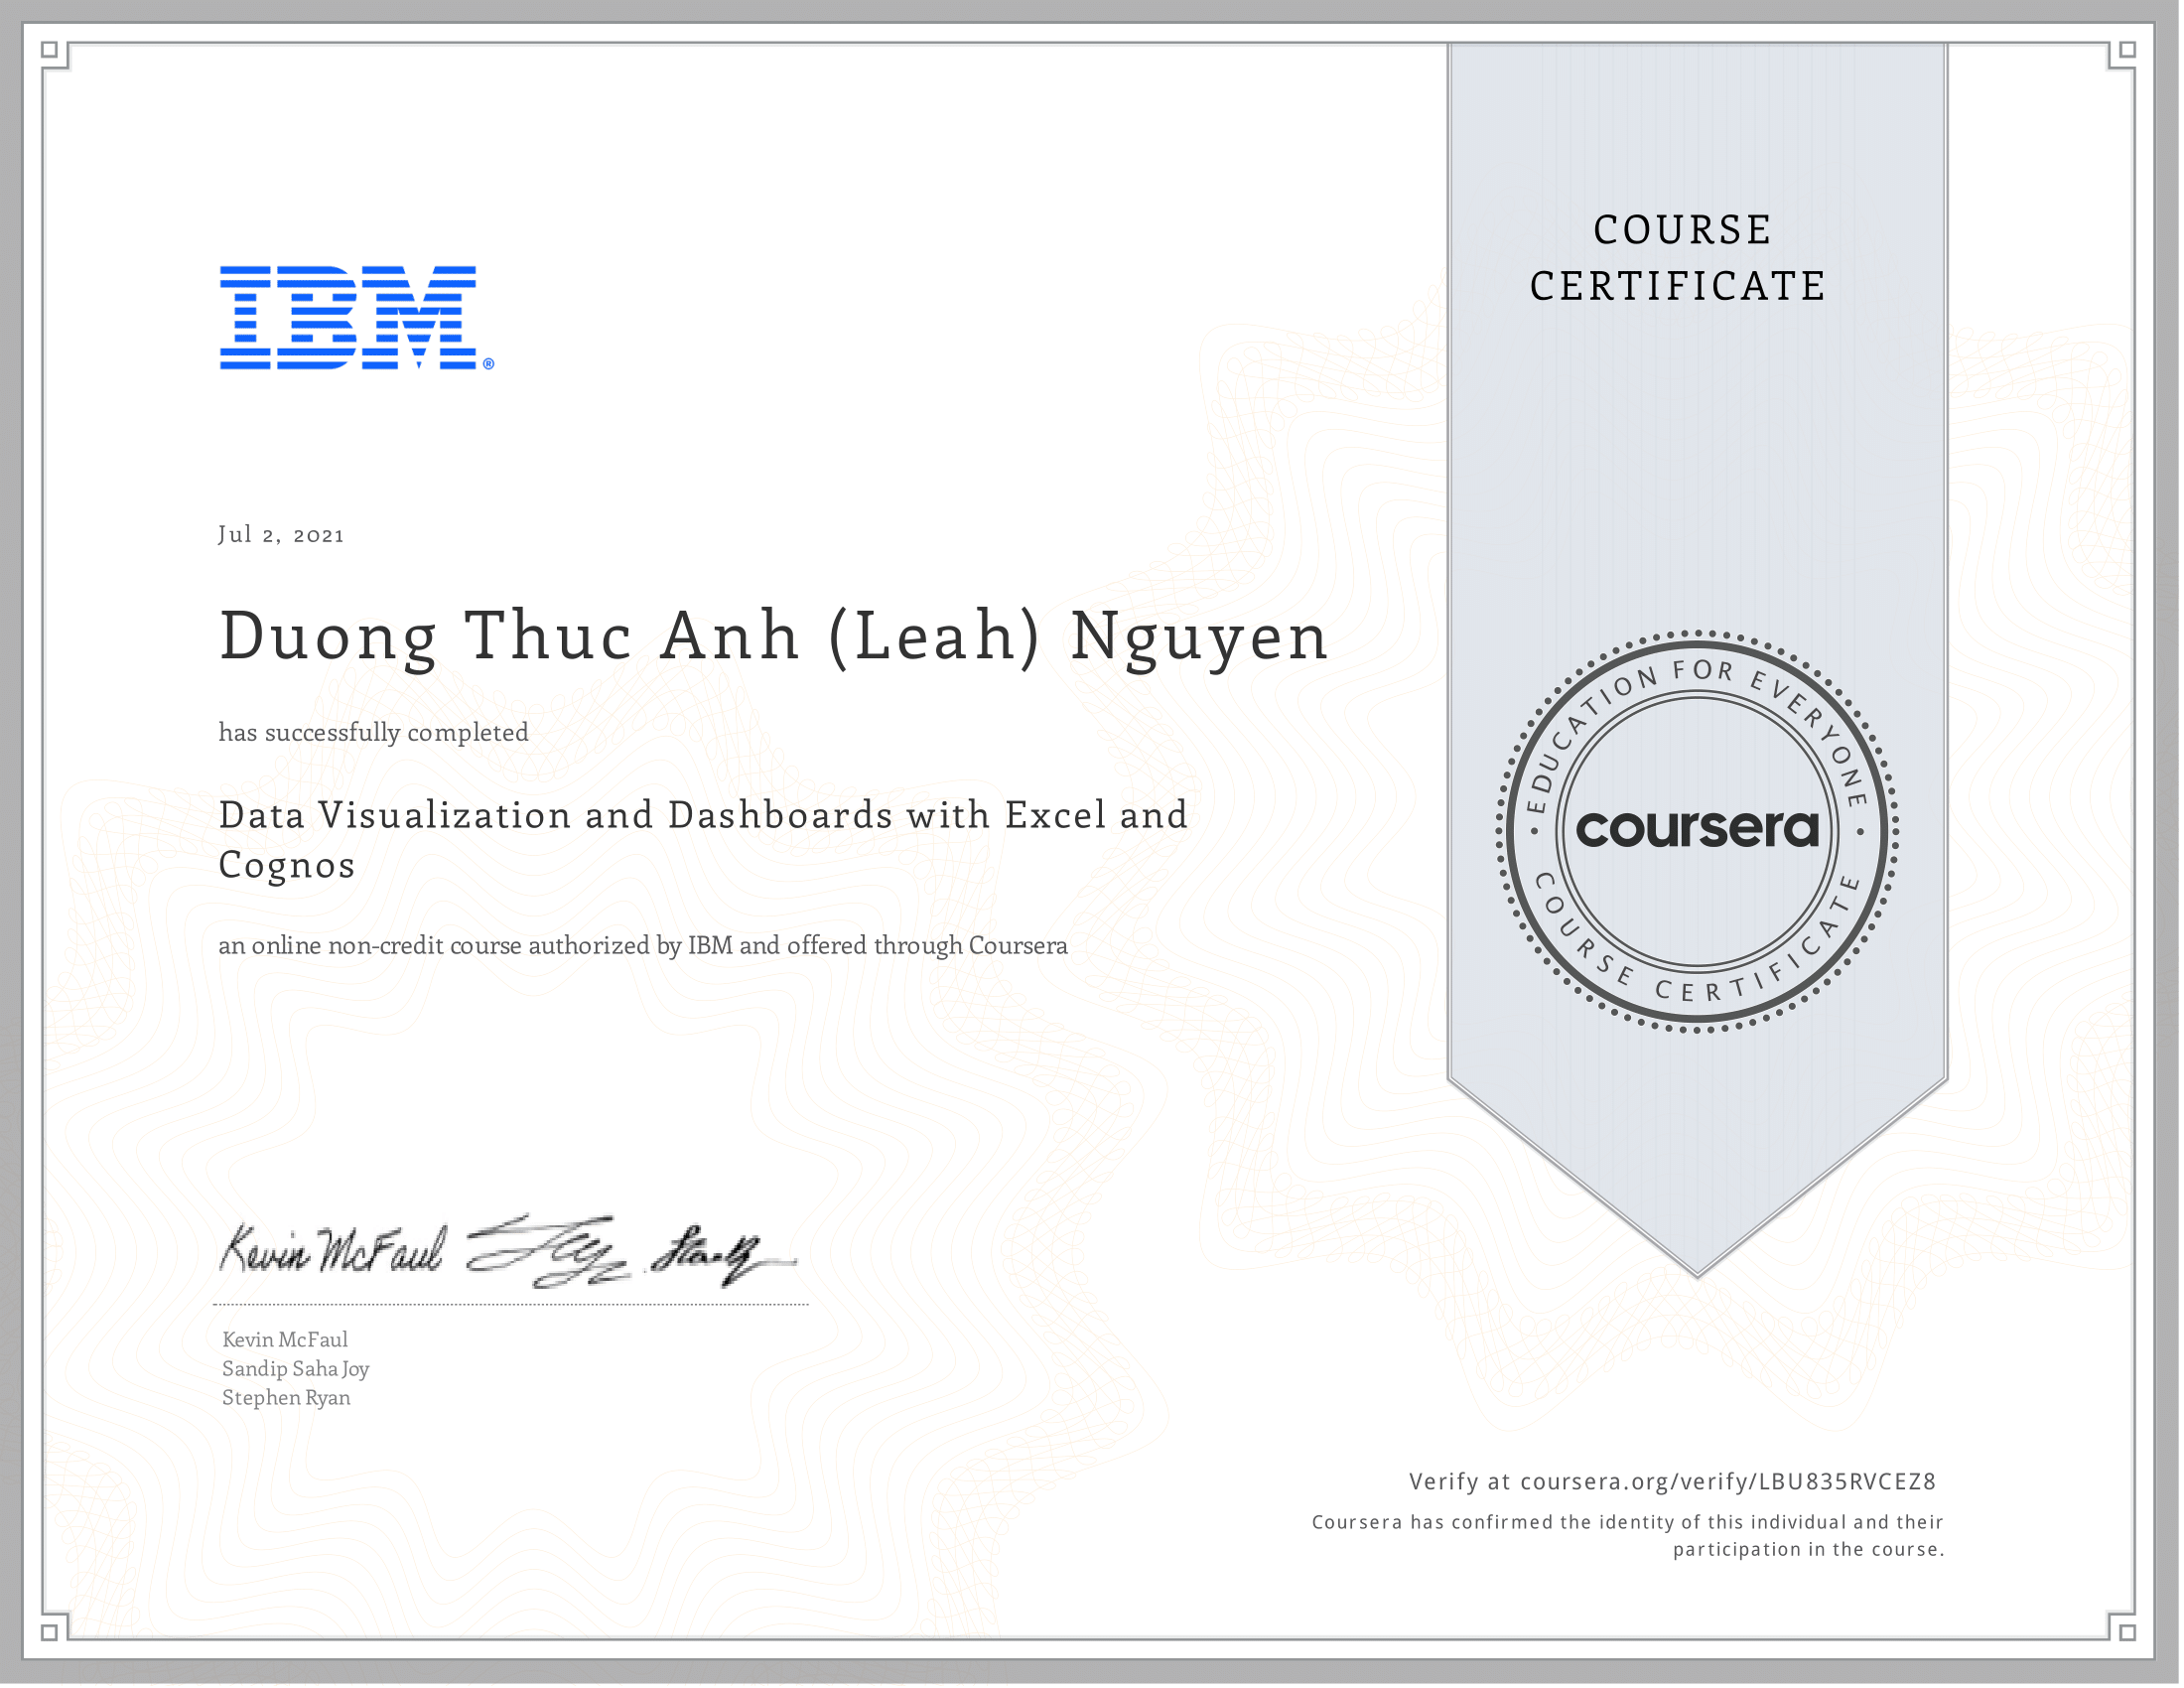 IBM®
COURSE
CERTIFICATE
Jul 2, 2021
Duong Thuc Anh (Leah) Nguyen
has successfully completed
Data Visualization and Dashboards with Excel and
Cognos
an online non-credit course authorized by IBM and offered through Coursera
EDUCATION FOR EVERYONE
coursera
COURSE CERTIFICATE
Kevin McFaul
Kevin McFaul
Sandip Saha Joy
Stephen Ryan
Verify at coursera.org/verify/LBU835RVCEZ8
Coursera has confirmed the identity of this individual and their
participation in the course.